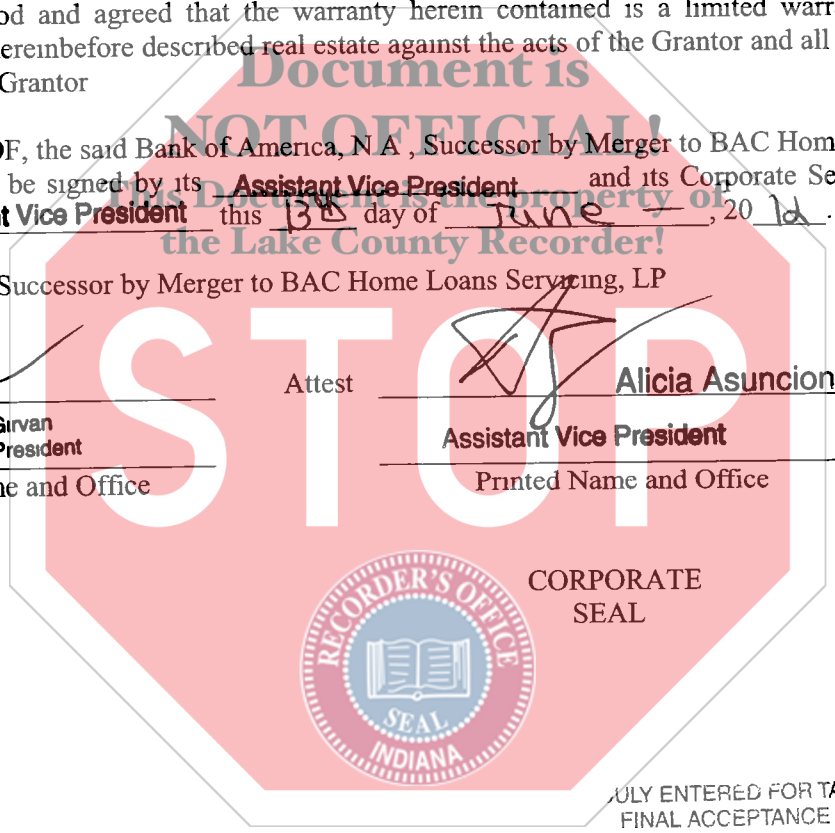 od and agreed that the warranty herein contained is a limited warr
ereinbefore described real estate against the acts of the Grantor and all
Grantor
Document is
NOT OFFICIAL!
This Document is the property of
the Lake County Recorder!
OF, the said Bank of America, N A , Successor by Merger to BAC Hom
be signed by its Assistant Vice President and its Corporate Se
t Vice President this 13th day of June , 20 12 .
Successor by Merger to BAC Home Loans Servicing, LP
STOP
Attest Alicia Asuncion
Girvan
President
Assistant Vice President
ne and Office
Printed Name and Office
CORPORATE
SEAL
RECORDER'S OFFICE
SEAL
INDIANA
DULY ENTERED FOR TA
FINAL ACCEPTANCE